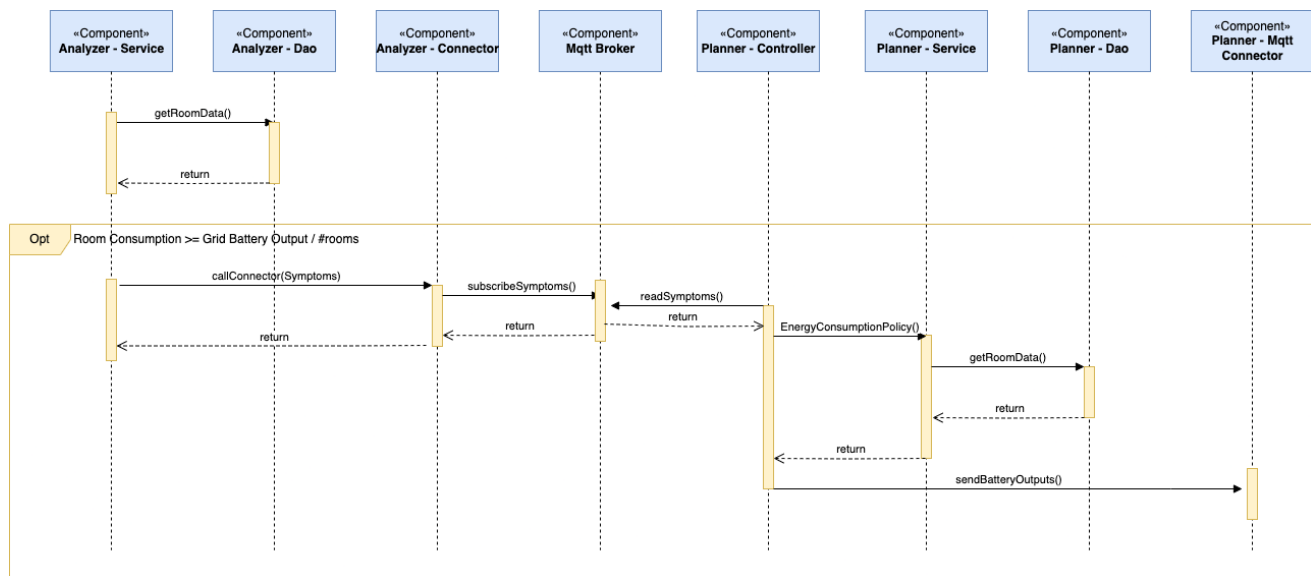 «Component»
Analyzer - Service
«Component»
Analyzer - Dao
«Component»
Analyzer - Connector
«Component»
Mqtt Broker
«Component»
Planner - Controller
«Component»
Planner - Service
«Component»
Planner - Dao
«Component»
Planner - Mqtt
Connector
getRoomData()
return
Opt
Room Consumption >= Grid Battery Output / #rooms
callConnector(Symptoms)
subscribeSymptoms()
readSymptoms()
return
return
return
EnergyConsumptionPolicy()
getRoomData()
return
return
sendBatteryOutputs()